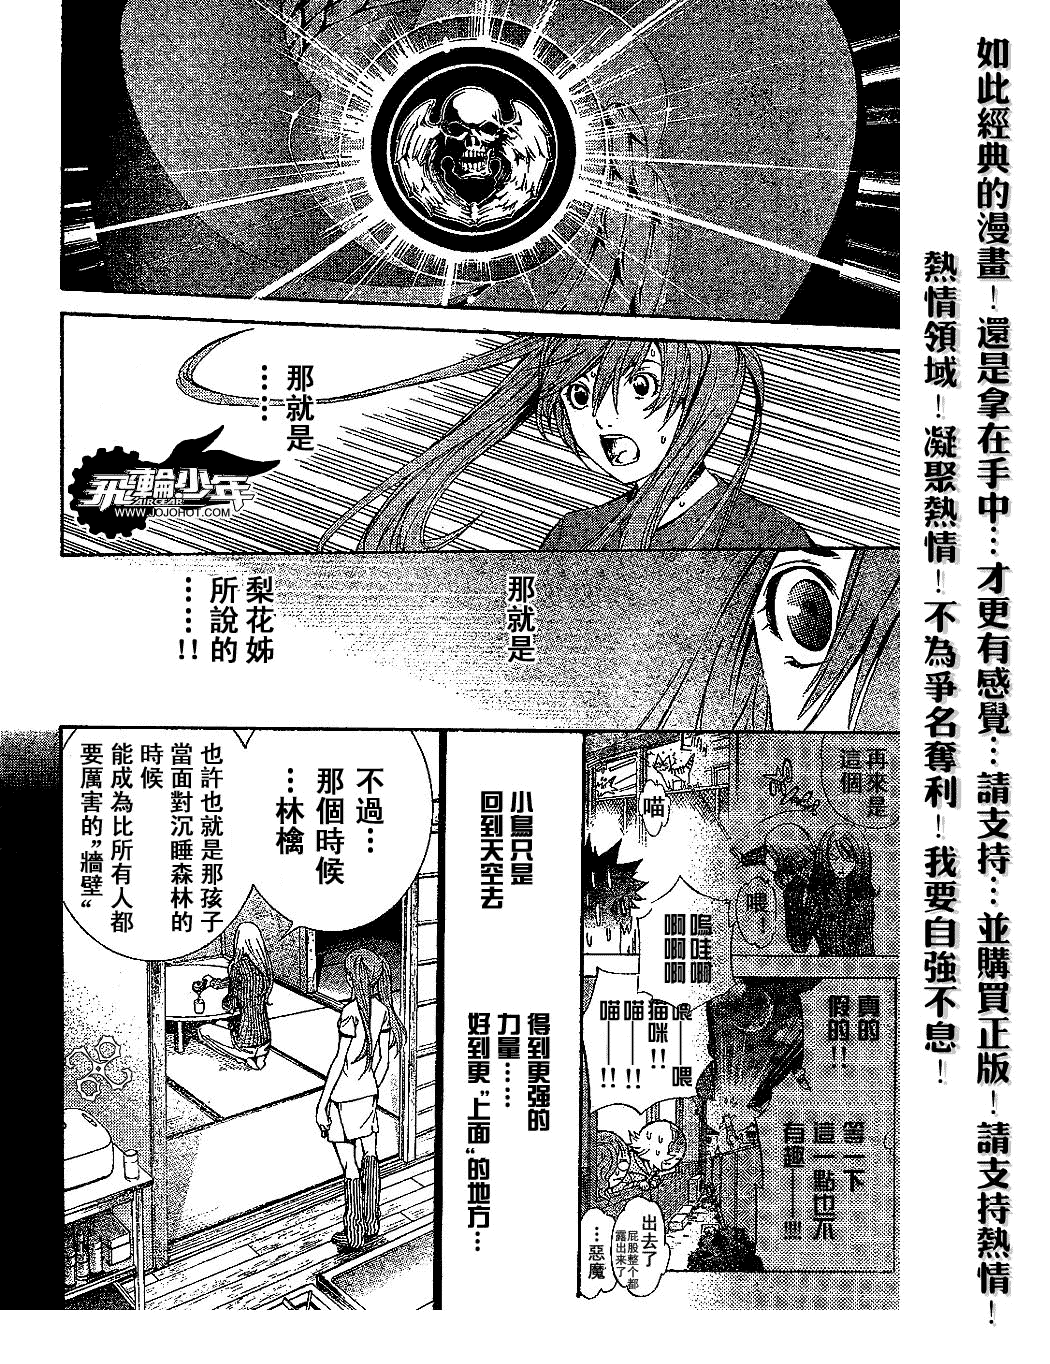 如此經典的漫畫！還是拿在手中…才更有感覺…請支持…並購買正版！請支持熱情！
熱情領域！凝聚熱情！不為爭名奪利！我要自強不息！
那就是
……
飛輪少年
AIRGEAR
WWW.JOJOHOT.COM
那就是
梨花姊
所說的
……!!
再來是
這個
喂！
喵
嗚哇啊
啊啊啊
喂——喂
貓咪!!
喵——!!
喵——!!
真的
假的!!
等一下
這一點也不
有趣——!!!!
出去了
屁股整个都
露出來了
…惡魔
小鳥只是
回到天空去
得到更强的
力量……
好到更"上面"的地方…
不過…
那個時候
…林檎
也許也就是那孩子
當面對沉睡森林的
時候
能成為比所有人都
要厲害的"牆壁"